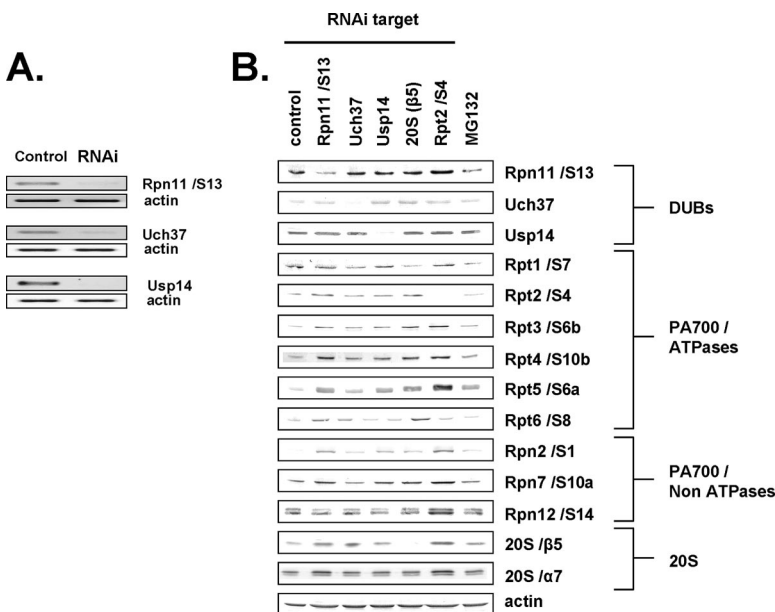 RNAi target
A.
B.
Control RNAi
Rpn11 /S13
actin
Uch37
actin
Usp14
actin
control
Rpn11 /S13
Uch37
Usp14
20S (β5)
Rpt2 /S4
MG132
Rpn11 /S13
Uch37
Usp14
DUBs
Rpt1 /S7
Rpt2 /S4
Rpt3 /S6b
Rpt4 /S10b
Rpt5 /S6a
Rpt6 /S8
PA700 /
ATPases
Rpn2 /S1
Rpn7 /S10a
Rpn12 /S14
PA700 /
Non ATPases
20S /β5
20S /α7
20S
actin